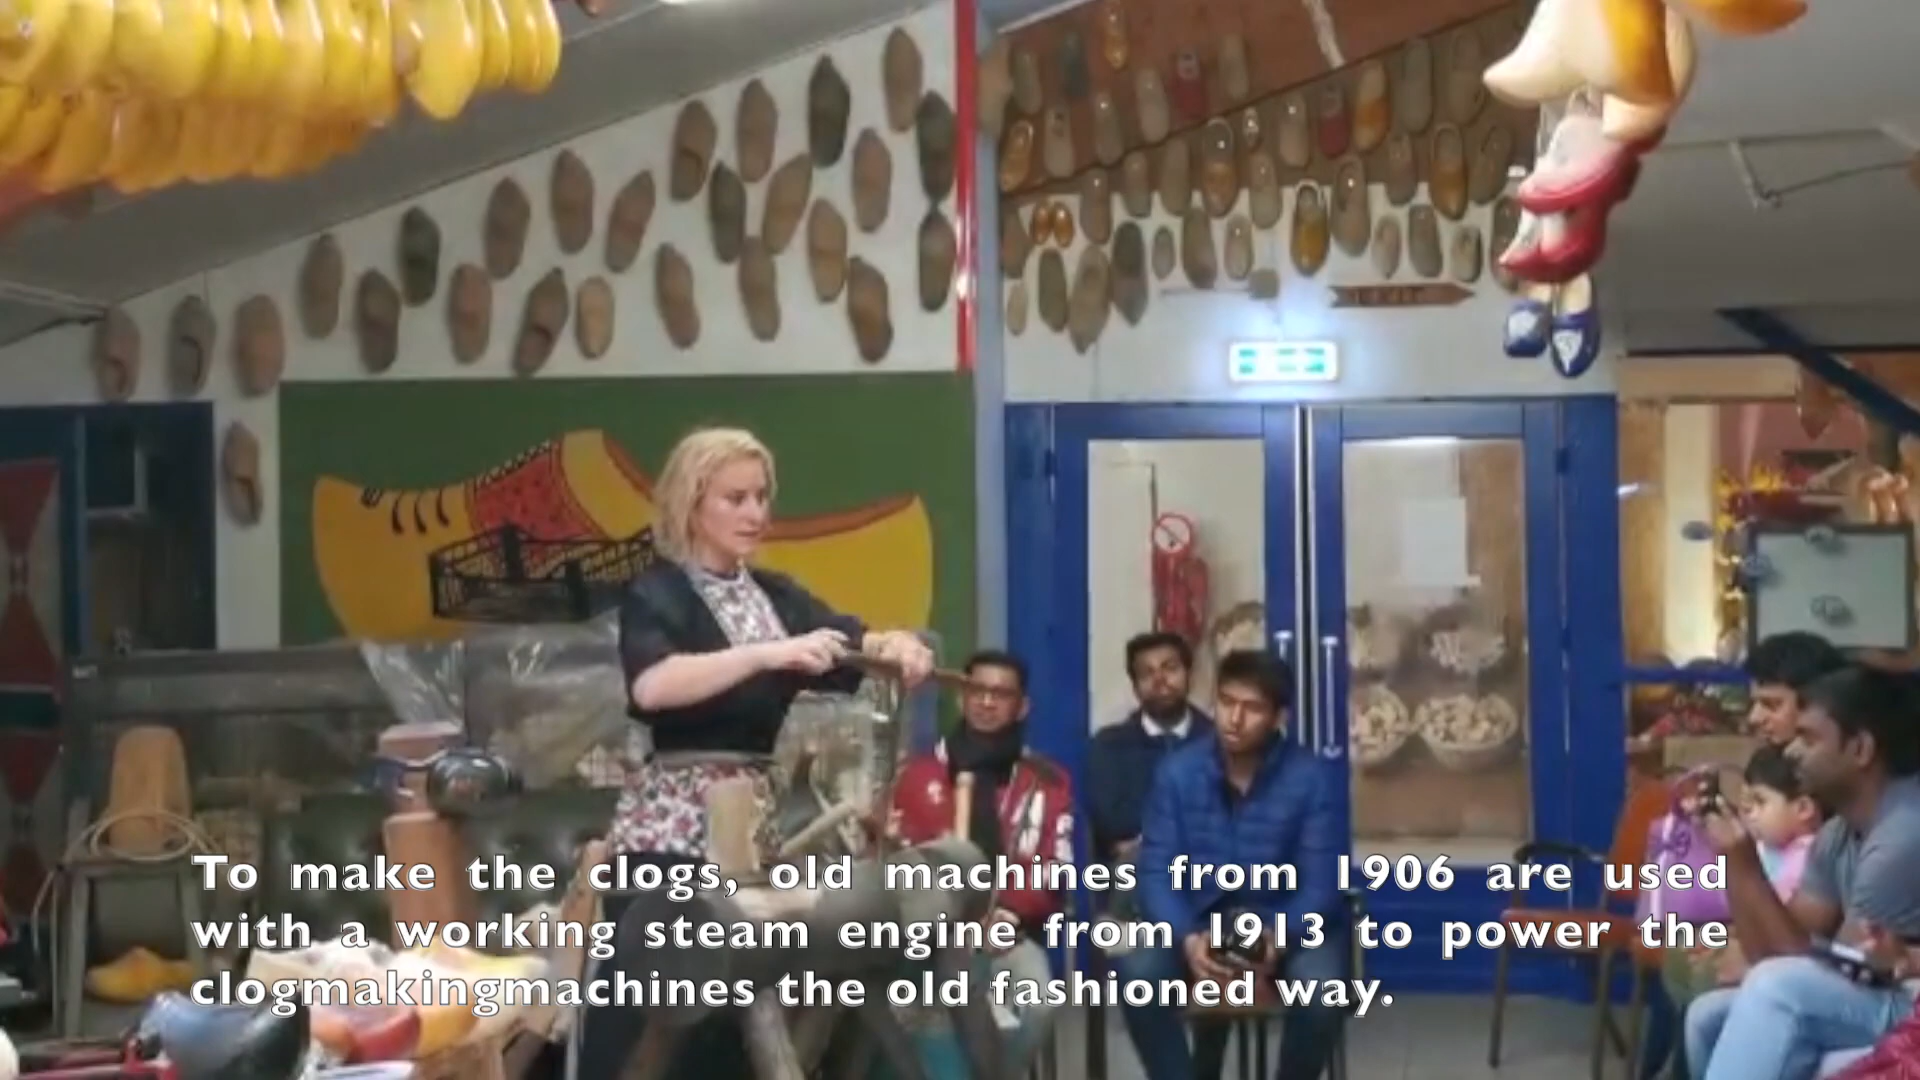 To make the clogs, old machines from 1906 are used
with a working steam engine from 1913 to power the
clogmakingmachines the old fashioned way.